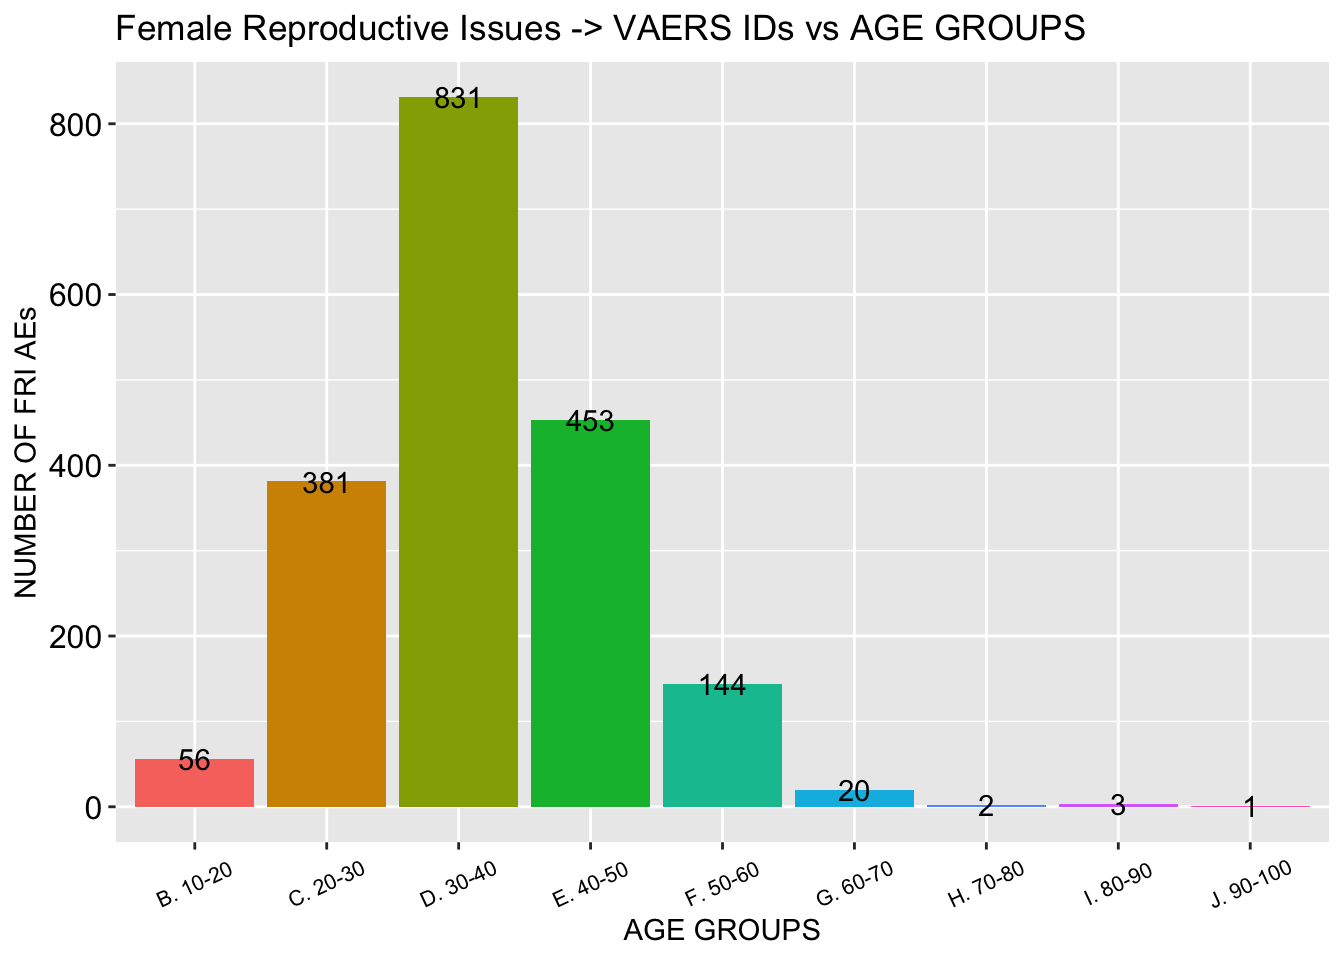 Female Reproductive Issues -> VAERS IDs vs AGE GROUPS
NUMBER OF FRI AEs
800
600
400
200
0
56
381
831
453
144
20
2
3
1
B. 10-20
C. 20-30
D. 30-40
E. 40-50
F. 50-60
G. 60-70
H. 70-80
I. 80-90
J. 90-100
AGE GROUPS